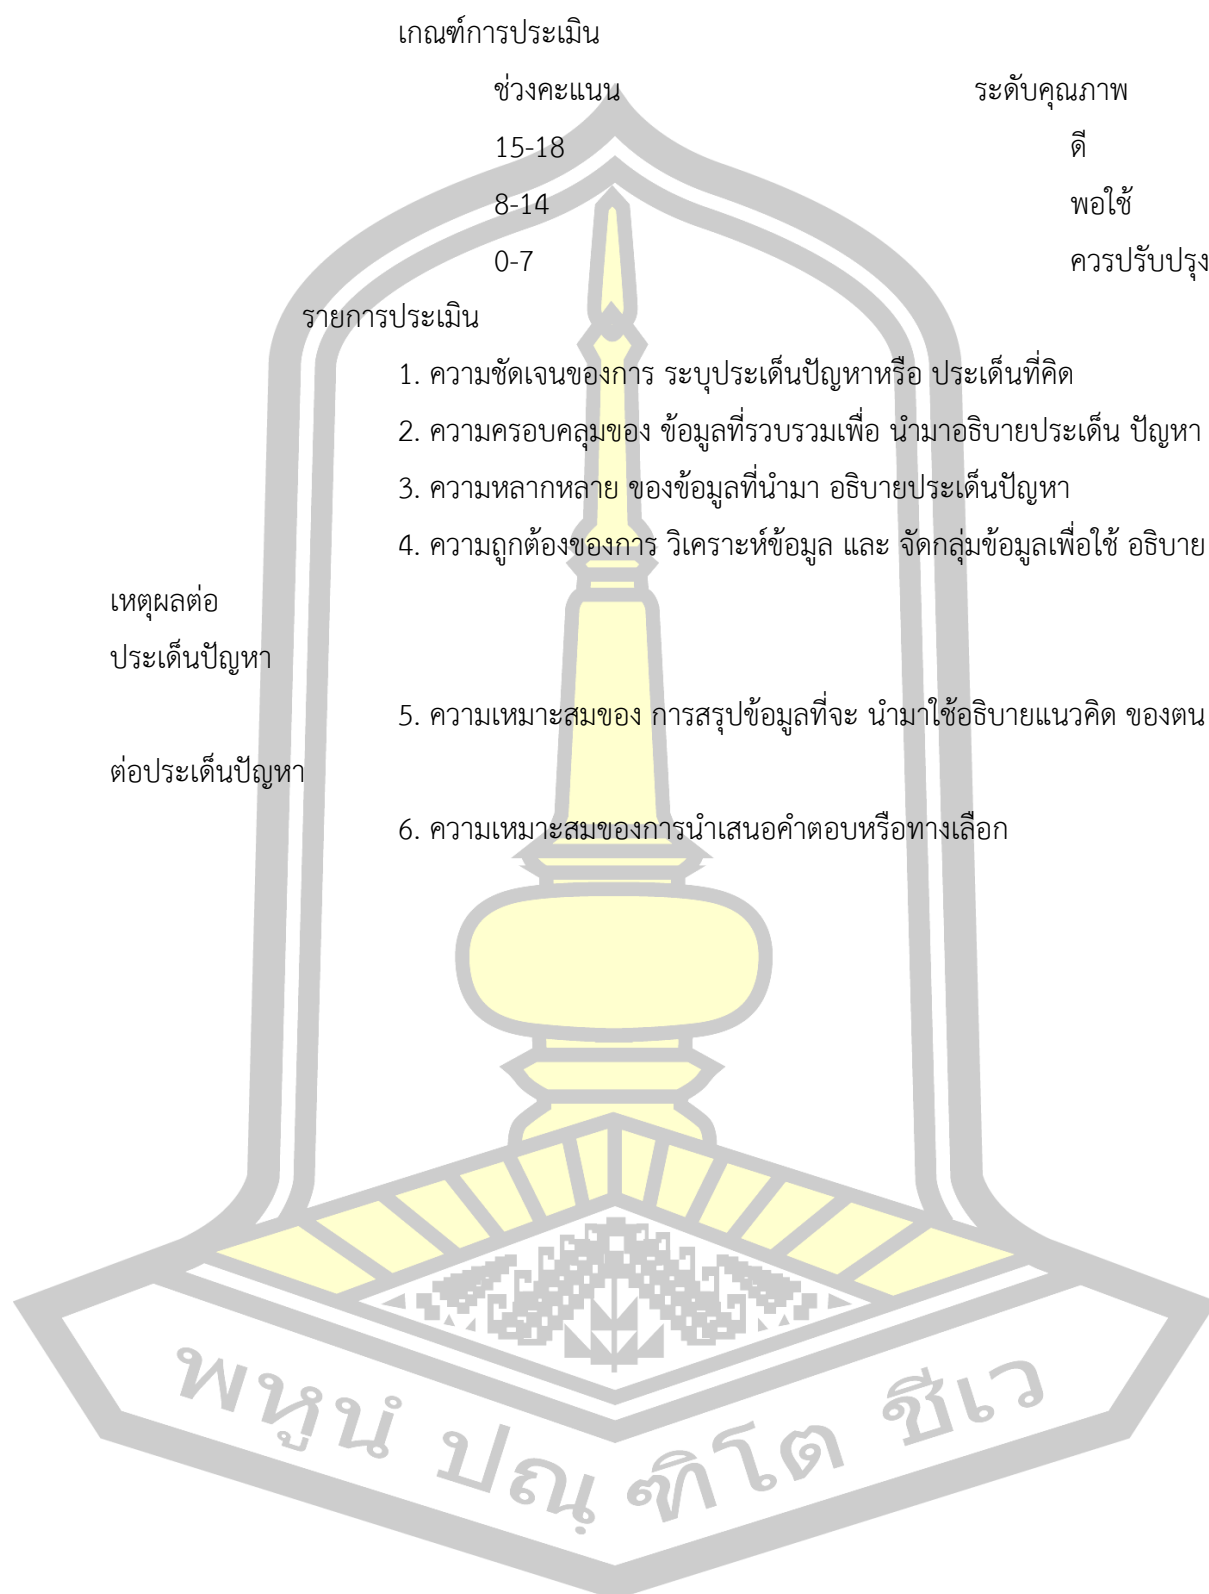 เกณฑ์การประเมิน
ช่วงคะแนน ระดับคุณภาพ
15-18 ดี
8-14 พอใช้
0-7 ควรปรับปรุง
รายการประเมิน
1. ความชัดเจนของการ ระบุประเด็นปัญหาหรือ ประเด็นที่คิด
2. ความครอบคลุมของ ข้อมูลที่รวบรวมเพื่อ นำมาอธิบายประเด็น ปัญหา
3. ความหลากหลาย ของข้อมูลที่นำมา อธิบายประเด็นปัญหา
4. ความถูกต้องของการ วิเคราะห์ข้อมูล และ จัดกลุ่มข้อมูลเพื่อใช้ อธิบาย
เหตุผลต่อ
ประเด็นปัญหา
5. ความเหมาะสมของ การสรุปข้อมูลที่จะ นำมาใช้อธิบายแนวคิด ของตน
ต่อประเด็นปัญหา
6. ความเหมาะสมของการนำเสนอคำตอบหรือทางเลือก
พหูนํ ปณฺ ฑิโต ชีเว